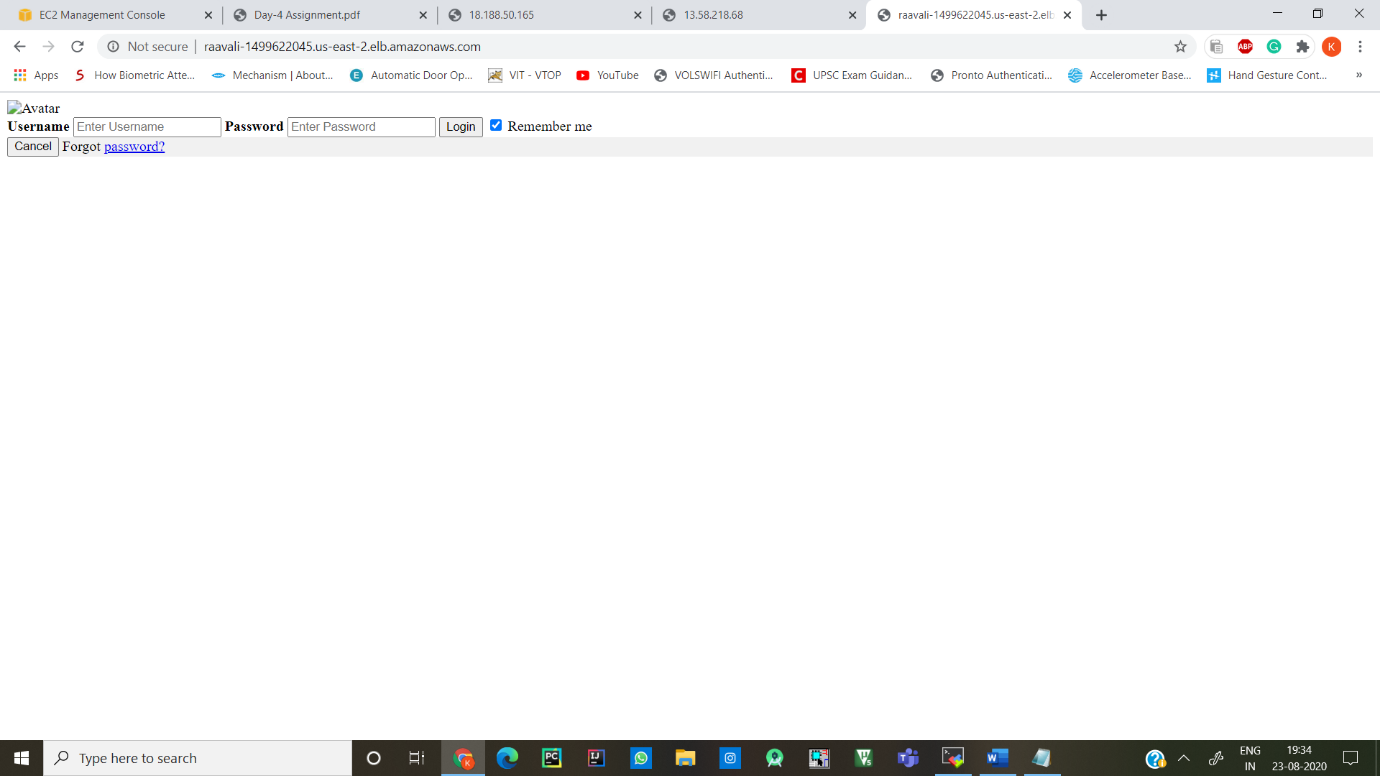 EC2 Management Console
Day-4 Assignment.pdf
18.188.50.165
13.58.218.68
raavali-1499622045.us-east-2.elb
Not secure | raavali-1499622045.us-east-2.elb.amazonaws.com
ABP G K
Apps S How Biometric Atte... Mechanism | About... E Automatic Door Op... VIT - VTOP YouTube VOLSWIFI Authenti... C UPSC Exam Guidan... Pronto Authenticati... Accelerometer Base... Hand Gesture Cont... »
Avatar
Username Enter Username Password Enter Password Login Remember me
Cancel Forgot password?
Type here to search
K PC IJ W
ENG
IN
19:34
23-08-2020